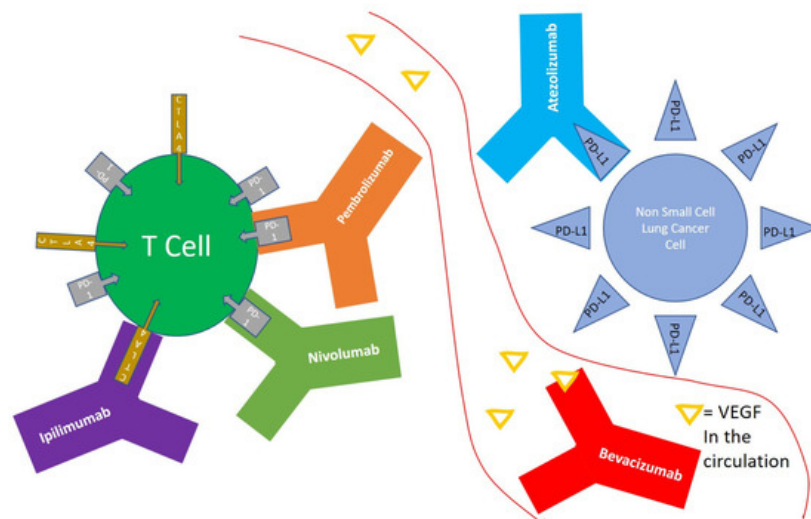 CTLA4
PD-1
PD-1
CTLA4
T Cell
PD-1
PD-1
PD-1
CTLA4
Pembrolizumab
Nivolumab
Ipilimumab
Atezolizumab
PD-L1
PD-L1
PD-L1
PD-L1
Non Small Cell
Lung Cancer
Cell
PD-L1
PD-L1
PD-L1
PD-L1
Bevacizumab
= VEGF
In the
circulation